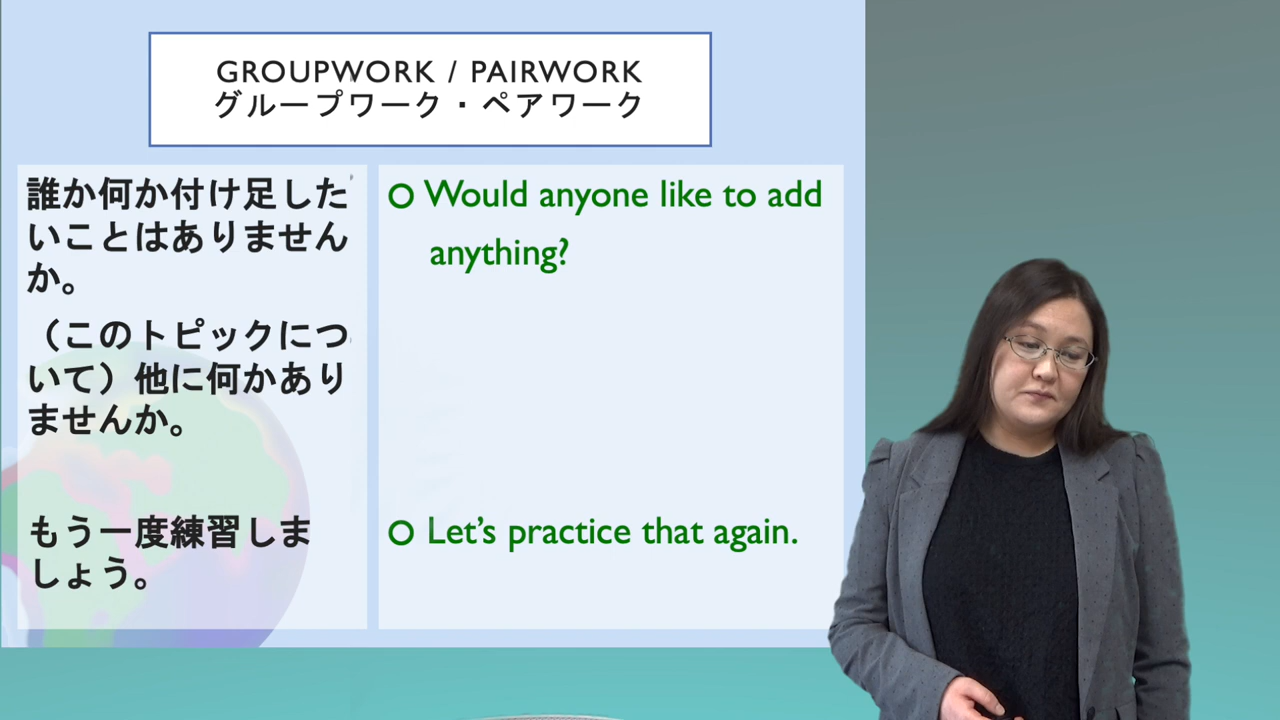 GROUPWORK / PAIRWORK
グループワーク・ペアワーク
誰か何か付け足した
いことはありません
か。
（このトピックにつ
いて）他に何かあり
ませんか。
もう一度練習しま
しょう。
Would anyone like to add
anything?
Let’s practice that again.